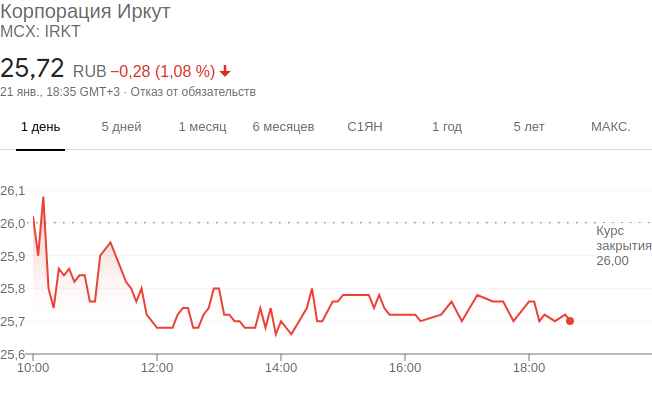 Корпорация Иркут
MCX: IRKT
25,72 RUB −0,28 (1,08 %)
21 янв., 18:35 GMT+3 · Отказ от обязательств
1 день 5 дней 1 месяц 6 месяцев С1ЯН 1 год 5 лет МАКС.
26,1
26,0
Курс
закрытия
26,00
25,9
25,8
25,7
25,6
10:00 12:00 14:00 16:00 18:00